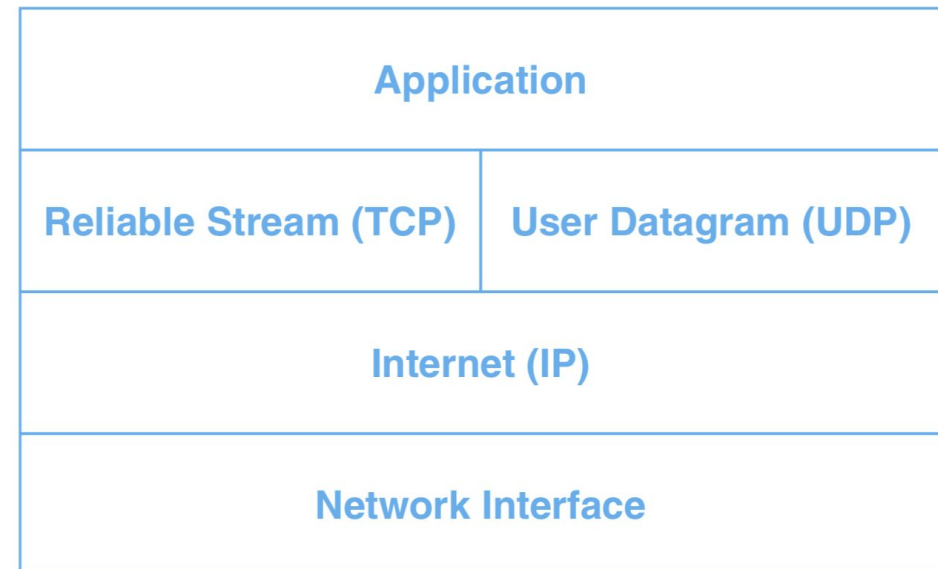 Application
Reliable Stream (TCP)
User Datagram (UDP)
Internet (IP)
Network Interface